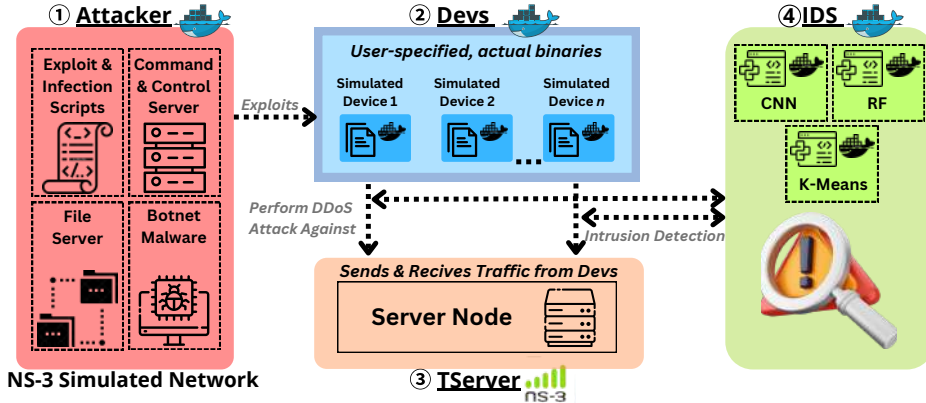 ① Attacker
Exploit &
Infection
Scripts
Command
& Control
Server
File
Server
Botnet
Malware
NS-3 Simulated Network
Exploits
② Devs
User-specified, actual binaries
Simulated
Device 1
Simulated
Device 2
Simulated
Device n
...
Perform DDoS
Attack Against
Intrusion Detection
Sends & Recives Traffic from Devs
Server Node
③ TServer
NS-3
④ IDS
CNN
RF
K-Means